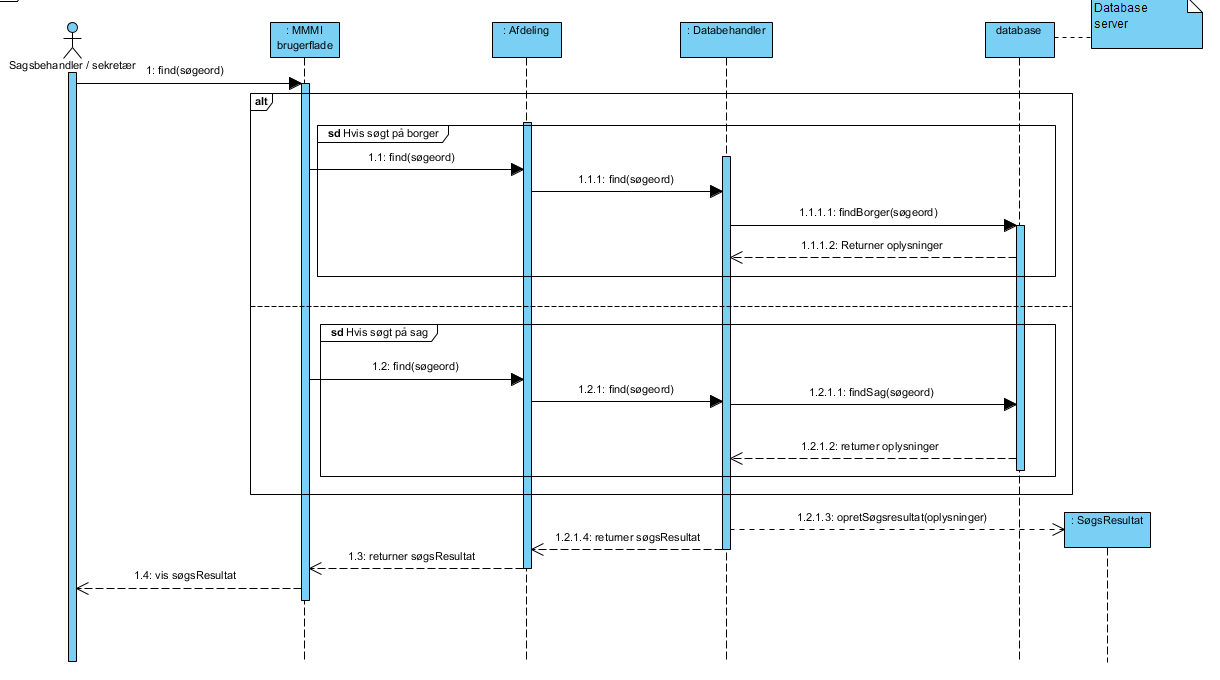 Database
server
: MMMI
brugerflade
: Afdeling
: Databehandler
database
Sagsbehandler / sekretær
1: find(søgeord)
alt
sd Hvis søgt på borger
1.1: find(søgeord)
1.1.1: find(søgeord)
1.1.1.1: findBorger(søgeord)
1.1.1.2: Returner oplysninger
sd Hvis søgt på sag
1.2: find(søgeord)
1.2.1: find(søgeord)
1.2.1.1: findSag(søgeord)
1.2.1.2: returner oplysninger
1.2.1.3: opretSøgsresultat(oplysninger)
: SøgsResultat
1.2.1.4: returner søgsResultat
1.3: returner søgsResultat
1.4: vis søgsResultat